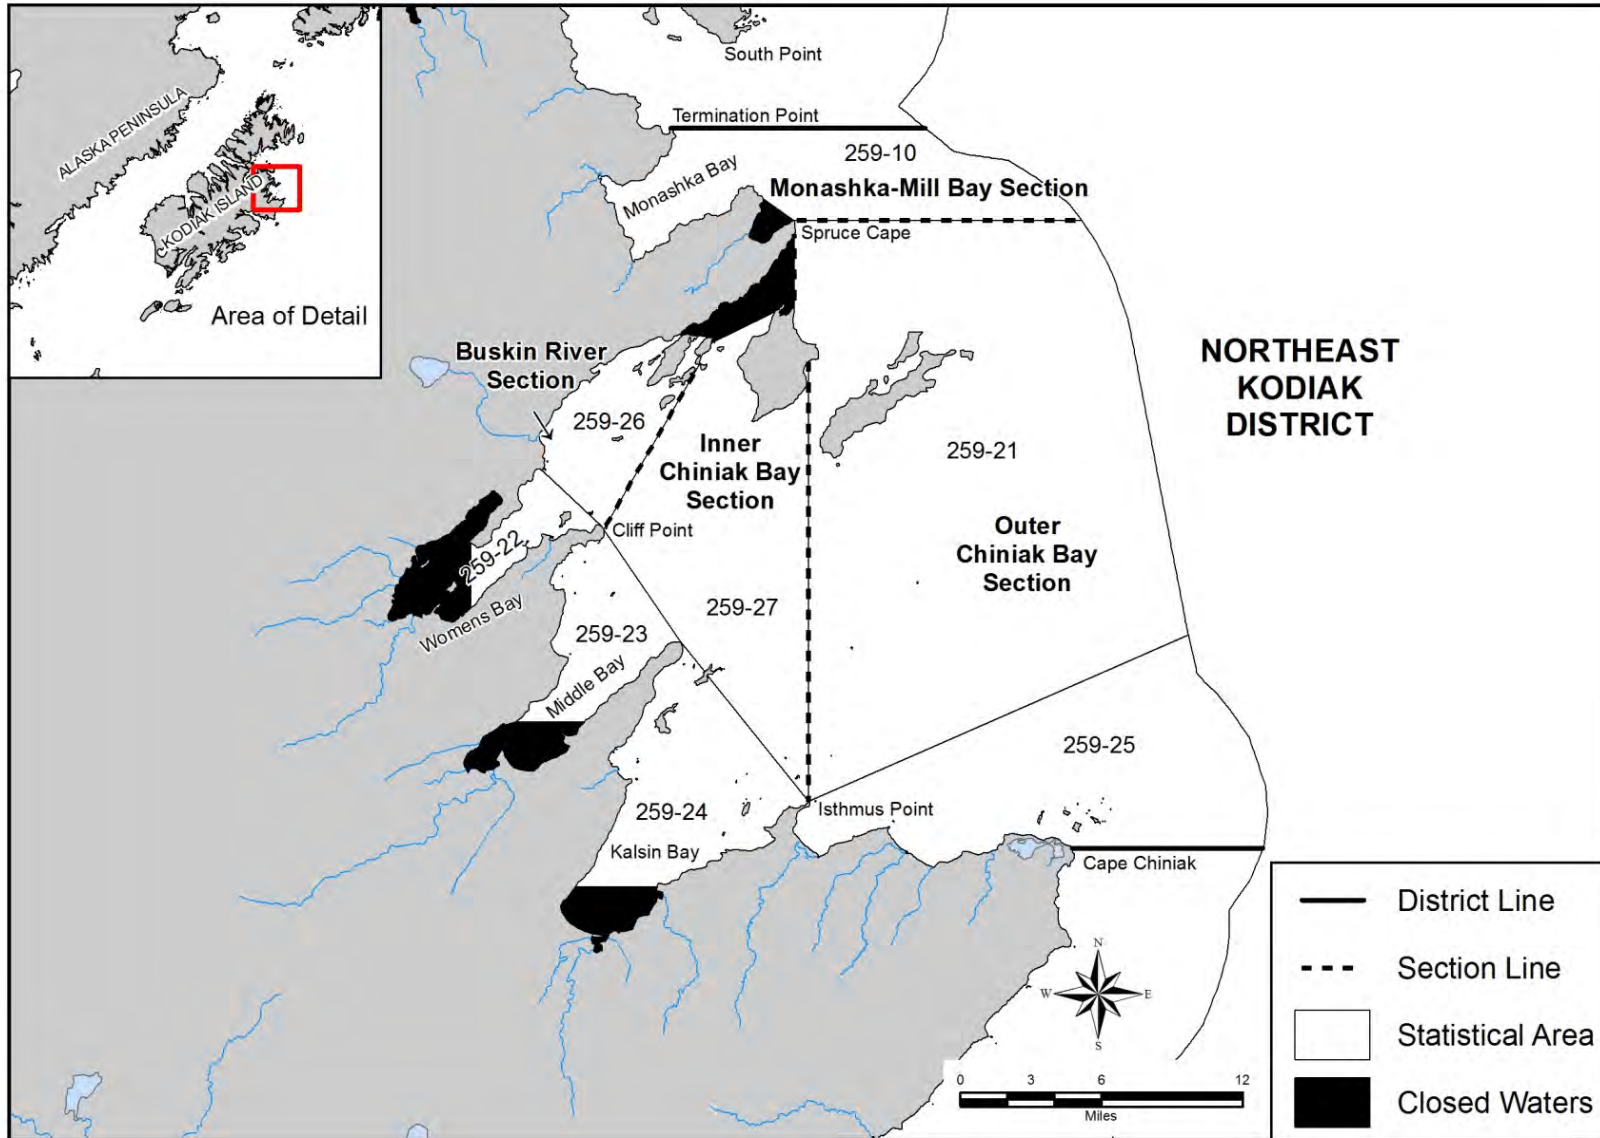 ALASKA PENINSULA
KODIAK ISLAND
Area of Detail
South Point
Termination Point
259-10
Monashka Bay
Monashka-Mill Bay Section
Spruce Cape
Buskin River
Section
NORTHEAST
KODIAK
DISTRICT
259-26
259-21
Inner
Chiniak Bay
Section
Outer
Chiniak Bay
Section
Cliff Point
259-22
Womens Bay
259-27
259-23
Middle Bay
259-25
259-24
Isthmus Point
Kalsin Bay
Cape Chiniak
District Line
Section Line
Statistical Area
Closed Waters
N
W E
S
0 3 6 12
Miles